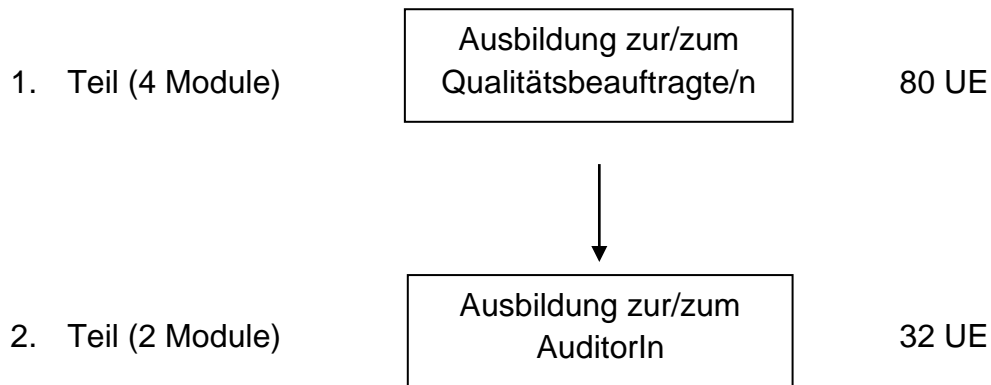 Ausbildung zur/zum
1. Teil (4 Module) Qualitätsbeauftragte/n 80 UE
Ausbildung zur/zum
2. Teil (2 Module) AuditorIn 32 UE